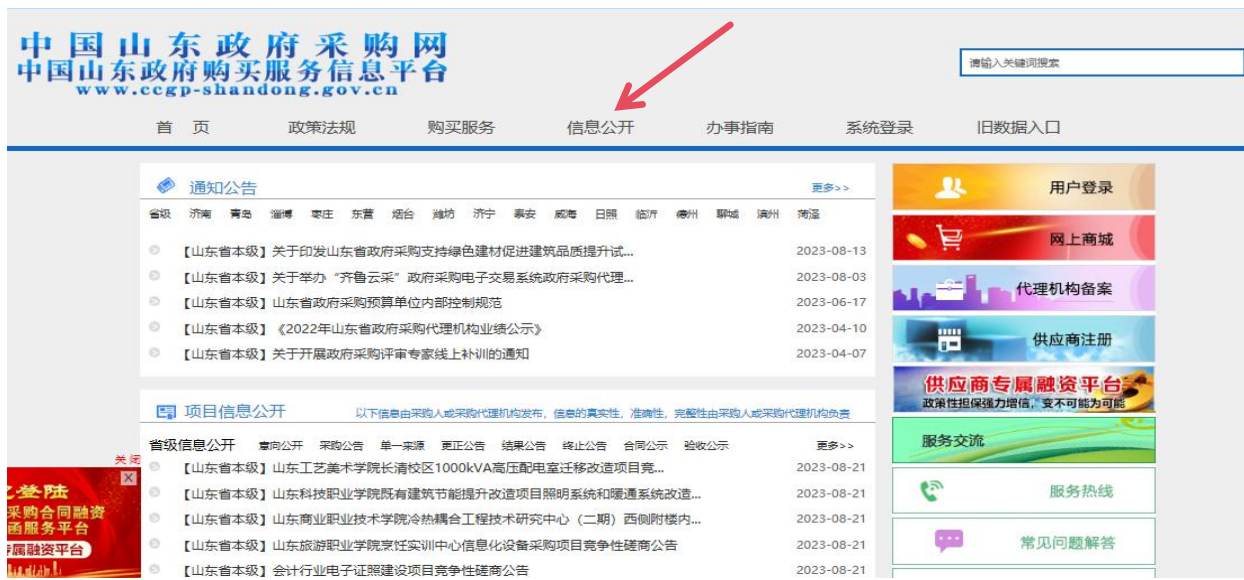 中国山东政府采购网
中国山东政府购买服务信息平台
www.ccgp-shandong.gov.cn
请输入关键词搜索
首 页 政策法规 购买服务 信息公开 办事指南 系统登录 旧数据入口
通知公告 更多>>
省级 济南 青岛 淄博 枣庄 东营 烟台 潍坊 济宁 泰安 威海 日照 临沂 德州 聊城 滨州 菏泽
【山东省本级】关于印发山东省政府采购支持绿色建材促进建筑品质提升试... 2023-08-13
【山东省本级】关于举办“齐鲁云采”政府采购电子交易系统政府采购代理... 2023-08-03
【山东省本级】山东省政府采购预算单位内部控制规范 2023-06-17
【山东省本级】《2022年山东省政府采购代理机构业绩公示》 2023-04-10
【山东省本级】关于开展政府采购评审专家线上补训的通知 2023-04-07
项目信息公开 以下信息由采购人或采购代理机构发布，信息的真实性，准确性，完整性由采购人或采购代理机构负责
省级信息公开 意向公开 采购公告 单一来源 更正公告 结果公告 终止公告 合同公示 验收公示 更多>>
【山东省本级】山东工艺美术学院长清校区1000kVA高压配电室迁移改造项目竞... 2023-08-21
【山东省本级】山东科技职业学院既有建筑节能提升改造项目照明系统和暖通系统改造... 2023-08-21
【山东省本级】山东商业职业技术学院冷热耦合工程技术研究中心（二期）西侧附楼内... 2023-08-21
【山东省本级】山东旅游职业学院烹饪实训中心信息化设备采购项目竞争性磋商公告 2023-08-21
【山东省本级】会计行业电子证照建设项目竞争性磋商公告 2023-08-21
用户登录
网上商城
代理机构备案
供应商注册
供应商专属融资平台
政策性担保强力增信，变不可能为可能
服务交流
服务热线
常见问题解答
关闭
X
登陆
采购合同融资
函服务平台
属融资平台